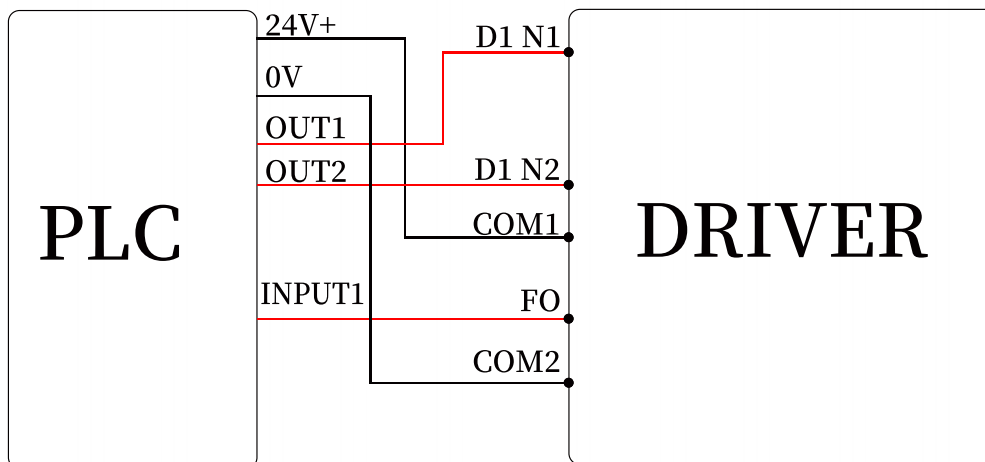 24V+
D1 N1
0V
OUT1
OUT2
D1 N2
PLC
COM1
DRIVER
INPUT1
FO
COM2